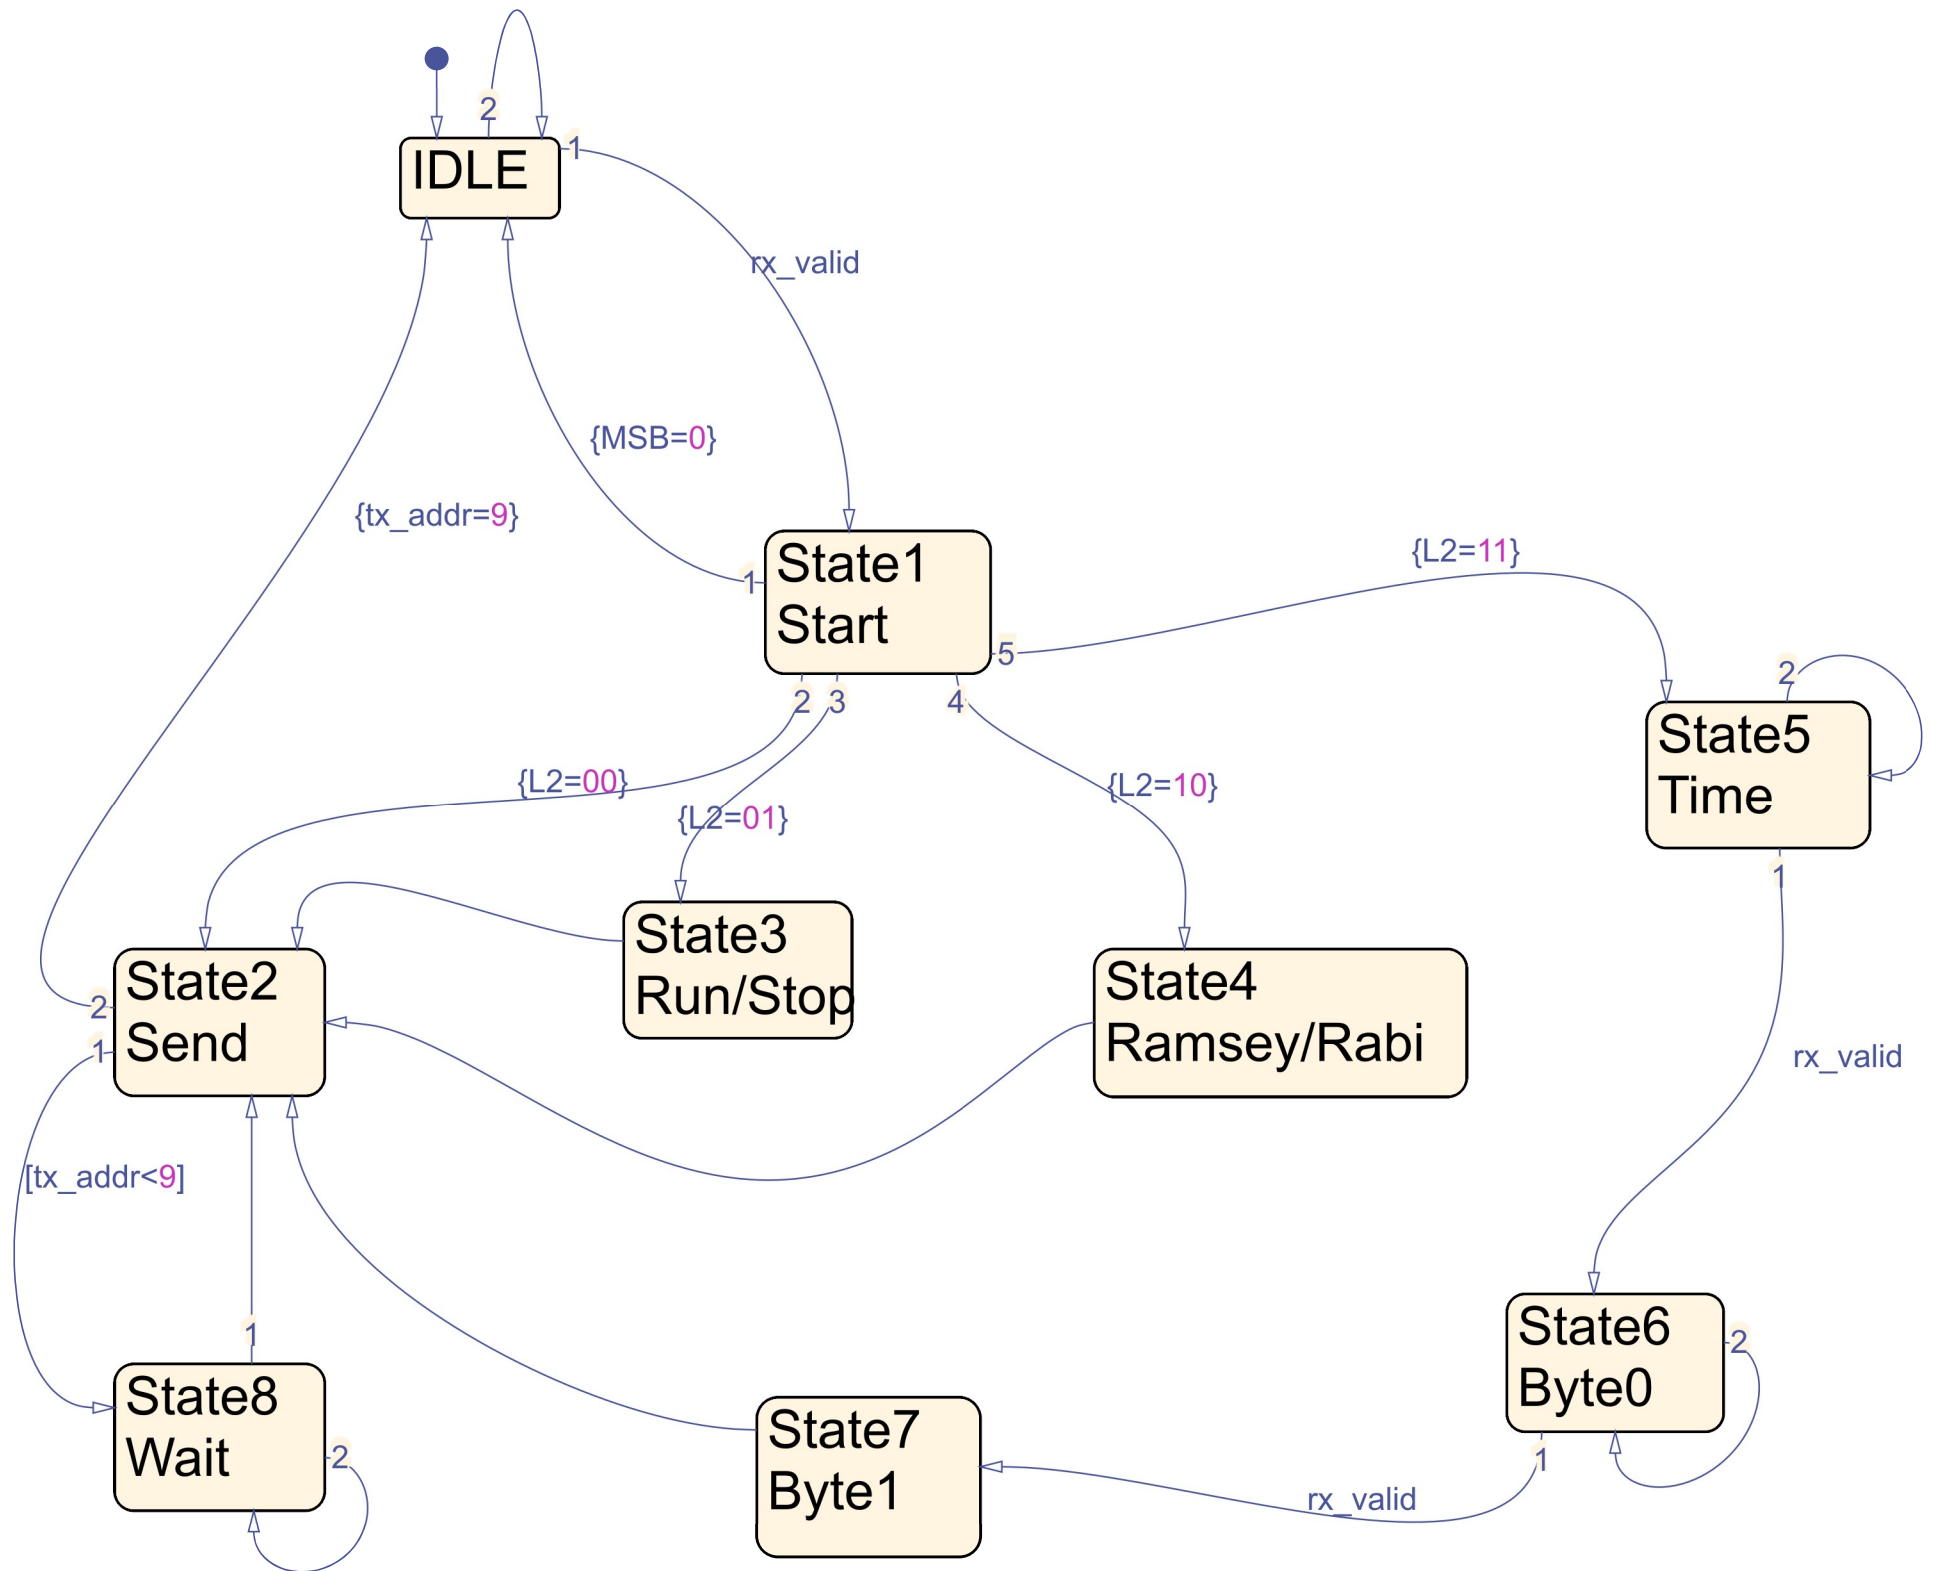 2
1
IDLE
rx_valid
{MSB=0}
{tx_addr=9}
State1
Start
1
5
2
3
4
{L2=11}
2
State5
Time
1
{L2=00}
{L2=01}
{L2=10}
State3
Run/Stop
State2
Send
2
1
State4
Ramsey/Rabi
rx_valid
[tx_addr<9]
1
State6
Byte0
2
1
State8
Wait
2
State7
Byte1
rx_valid